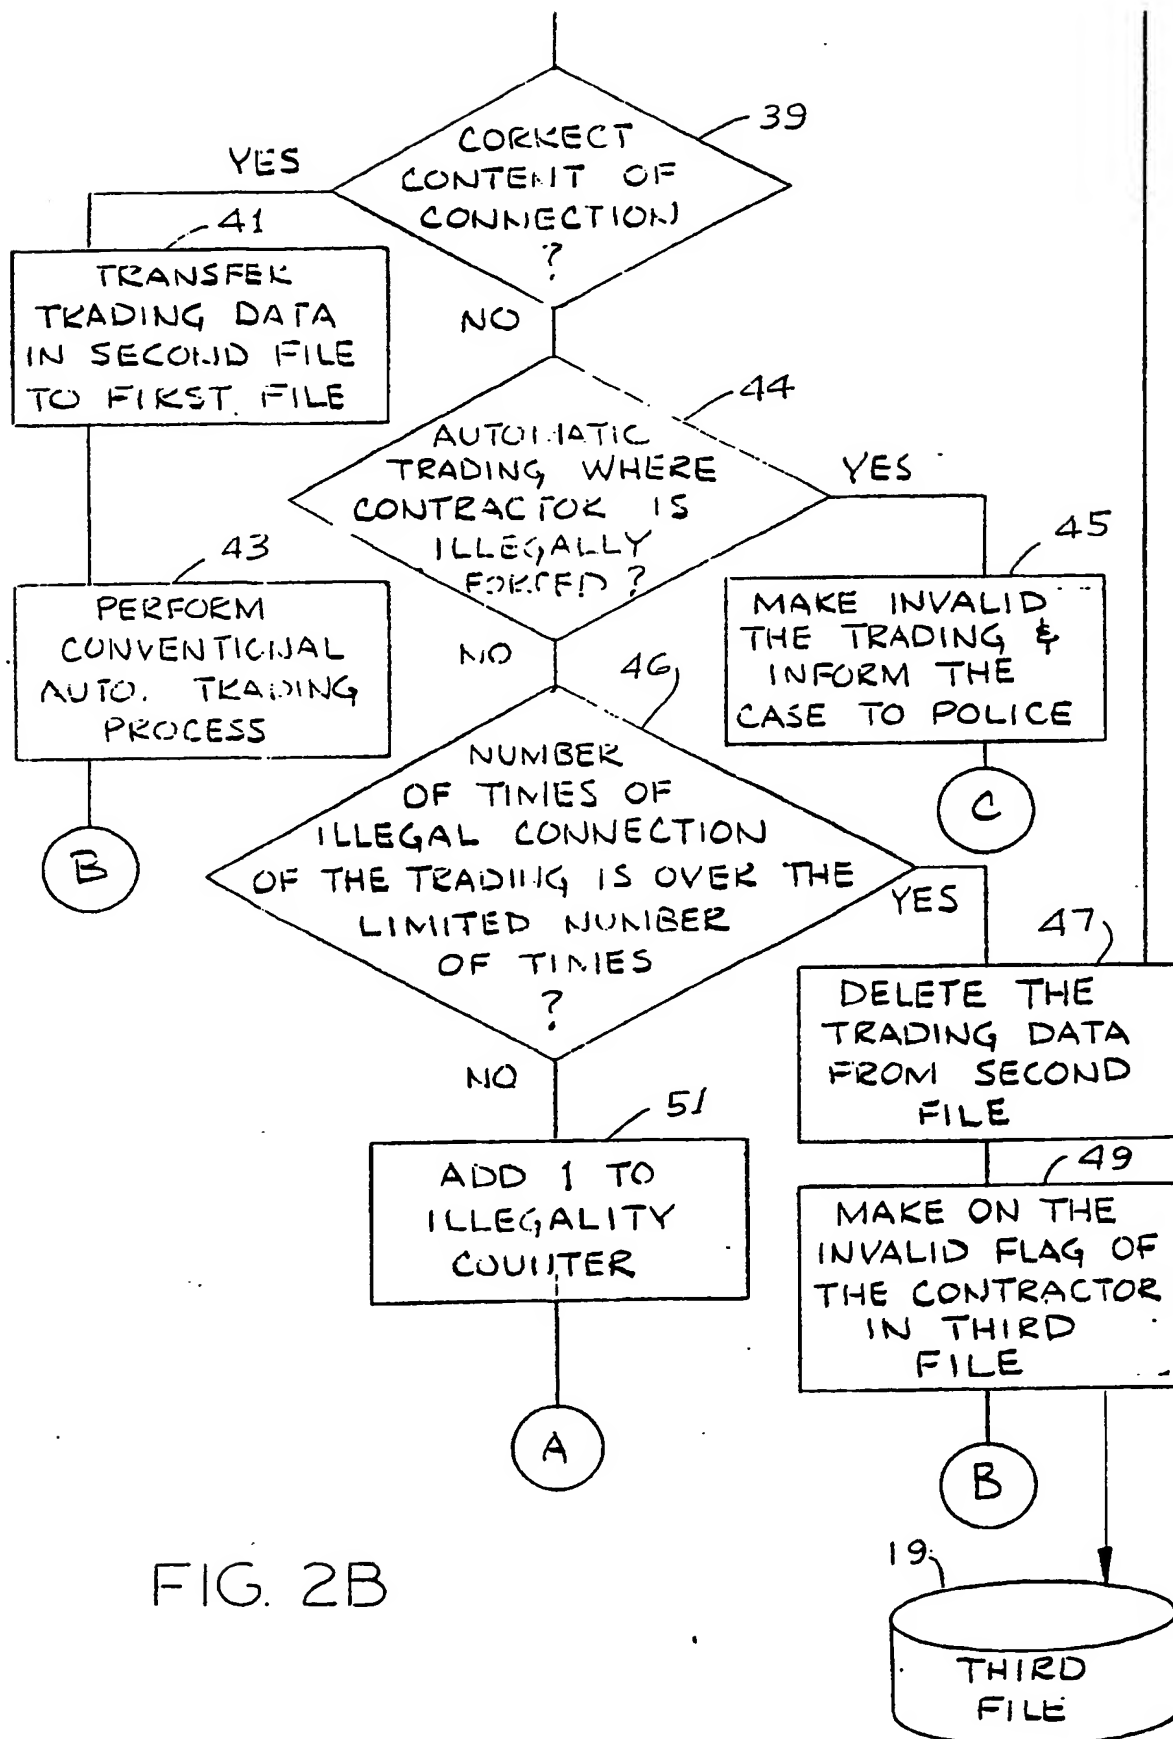 39
CORRECT
CONTENT OF
CONNECTION
?
YES
41
TRANSFER
TRADING DATA
IN SECOND FILE
TO FIRST FILE
NO
44
AUTOMATIC
TRADING WHERE
CONTRACTOR IS
ILLEGALLY
FORCED?
YES
43
PERFORM
CONVENTIONAL
AUTO. TRADING
PROCESS
45
MAKE INVALID
THE TRADING &
INFORM THE
CASE TO POLICE
NO
46
NUMBER
OF TIMES OF
ILLEGAL CONNECTION
OF THE TRADING IS OVER THE
LIMITED NUMBER
OF TIMES
?
B
C
YES
47
DELETE THE
TRADING DATA
FROM SECOND
FILE
NO
51
ADD 1 TO
ILLEGALITY
COUNTER
49
MAKE ON THE
INVALID FLAG OF
THE CONTRACTOR
IN THIRD
FILE
A
B
19
THIRD
FILE
FIG. 2B